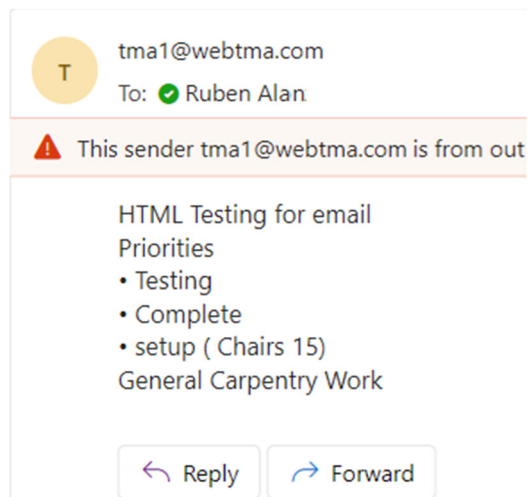 T
tma1@webtma.com
To: Ruben Alan
This sender tma1@webtma.com is from out
HTML Testing for email
Priorities
• Testing
• Complete
• setup ( Chairs 15)
General Carpentry Work
Reply
Forward